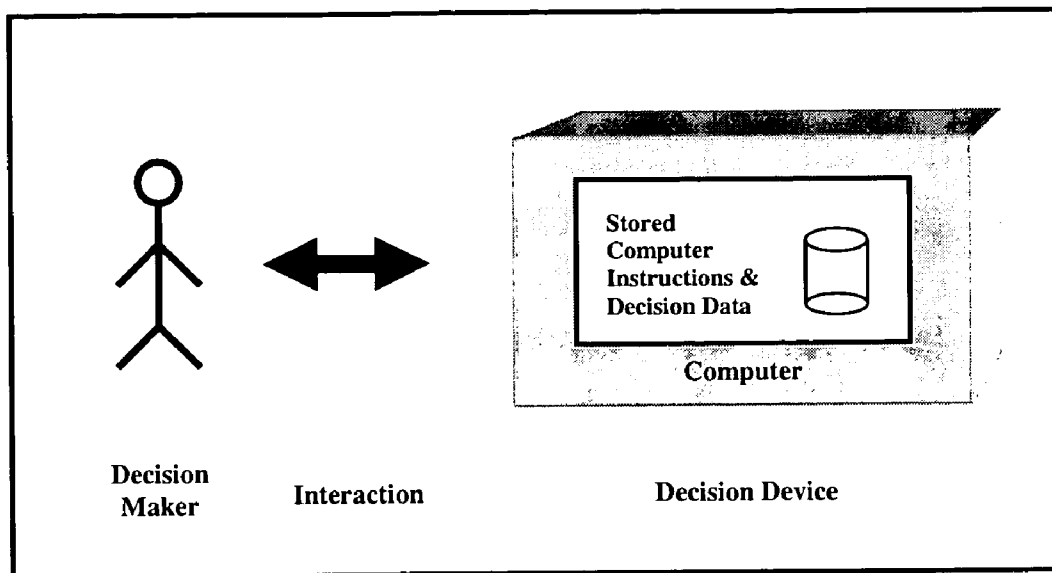 Stored
Computer
Instructions &
Decision Data
Computer
Decision
Maker
Interaction
Decision Device